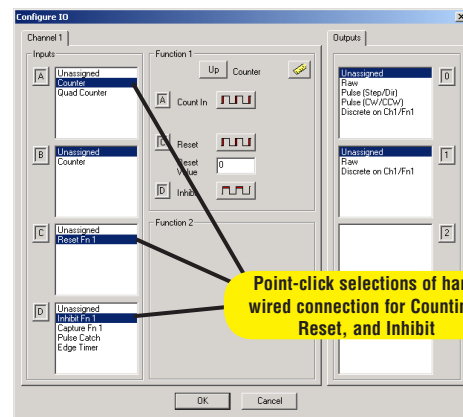 Configure IO
Channel 1
Inputs
A
Unassigned
Counter
Quad Counter
B
Unassigned
Counter
C
Unassigned
Reset Fn 1
D
Unassigned
Inhibit Fn 1
Capture Fn 1
Pulse Catch
Edge Timer
Function 1
Up Counter
A Count In
C Reset
Reset
Value
0
D Inhibit
Function 2
Outputs
Unassigned
Raw
Pulse (Step/Dir)
Pulse (CW/CCW)
Discrete on Ch1/Fn1
0
Unassigned
Raw
Discrete on Ch1/Fn1
1
2
Point-click selections of har
wired connection for Countin
Reset, and Inhibit
OK Cancel